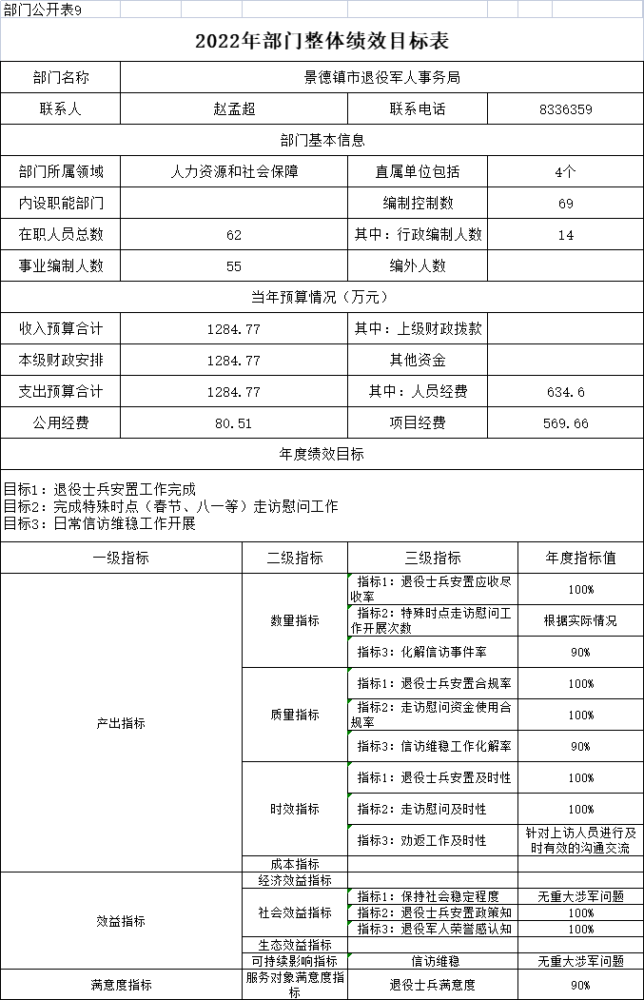 部门公开表9
2022年部门整体绩效目标表
部门名称 景德镇市退役军人事务局
联系人 赵孟超 联系电话 8336359
部门基本信息
部门所属领域 人力资源和社会保障 直属单位包括 4个
内设职能部门 编制控制数 69
在职人员总数 62 其中：行政编制人数 14
事业编制人数 55 编外人数
当年预算情况（万元）
收入预算合计 1284.77 其中：上级财政拨款
本级财政安排 1284.77 其他资金
支出预算合计 1284.77 其中：人员经费 634.6
公用经费 80.51 项目经费 569.66
年度绩效目标
目标1：退役士兵安置工作完成
目标2：完成特殊时点（春节、八一等）走访慰问工作
目标3：日常信访维稳工作开展
一级指标 二级指标 三级指标 年度指标值
产出指标
数量指标
指标1：退役士兵安置应收尽
收率
100%
指标2：特殊时点走访慰问工
作开展次数
根据实际情况
指标3：化解信访事件率 90%
质量指标
指标1：退役士兵安置合规率 100%
指标2：走访慰问资金使用合
规率
100%
指标3：信访维稳工作化解率 90%
时效指标
指标1：退役士兵安置及时性 100%
指标2：走访慰问及时性 100%
指标3：劝返工作及时性
针对上访人员进行及
时有效的沟通交流
成本指标
效益指标
经济效益指标
社会效益指标
指标1：保持社会稳定程度 无重大涉军问题
指标2：退役士兵安置政策知 100%
指标3：退役军人荣誉感认知 100%
生态效益指标
可持续影响指标 信访维稳 无重大涉军问题
满意度指标
服务对象满意度指
标
退役士兵满意度 90%